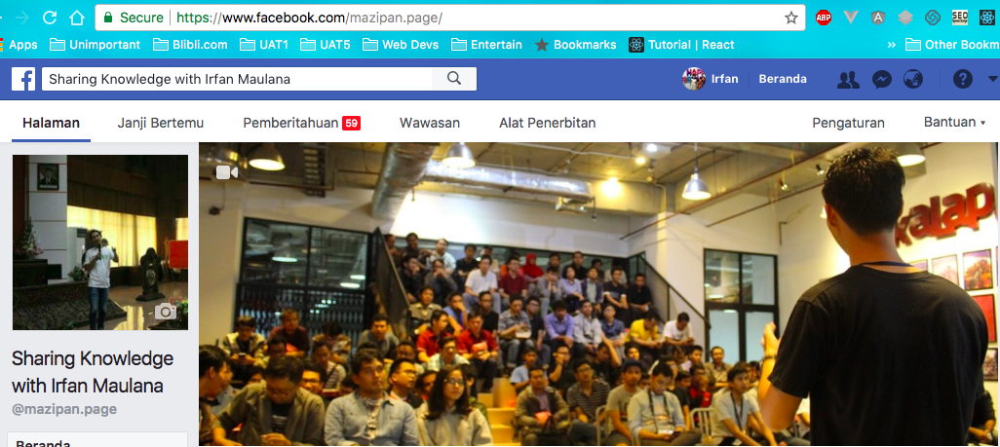 Secure | https://www.facebook.com/mazipan.page/
ABP
SEO
Apps Unimportant Blibli.com UAT1 UAT5 Web Devs Entertain Bookmarks Tutorial | React » Other Bookm
f Sharing Knowledge with Irfan Maulana Irfan Beranda ?
Halaman Janji Bertemu Pemberitahuan 59 Wawasan Alat Penerbitan Pengaturan Bantuan
kalap
Sharing Knowledge
with Irfan Maulana
@mazipan.page
Beranda